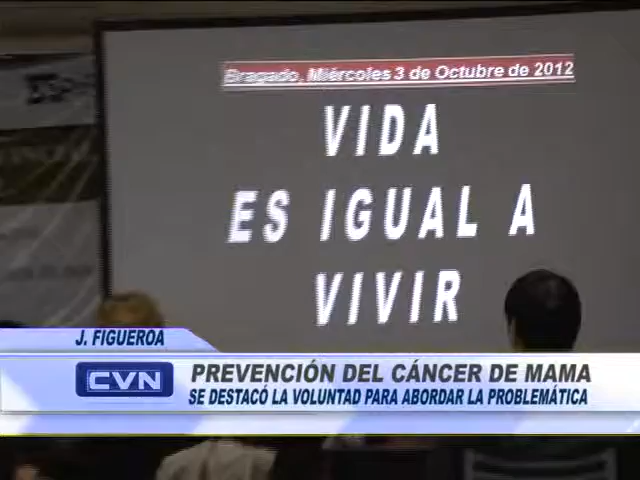 Bragado, Miércoles 3 de Octubre de 2012
VIDA
ES IGUAL A
VIVIR
J. FIGUEROA
CVN
PREVENCIÓN DEL CÁNCER DE MAMA
SE DESTACÓ LA VOLUNTAD PARA ABORDAR LA PROBLEMÁTICA